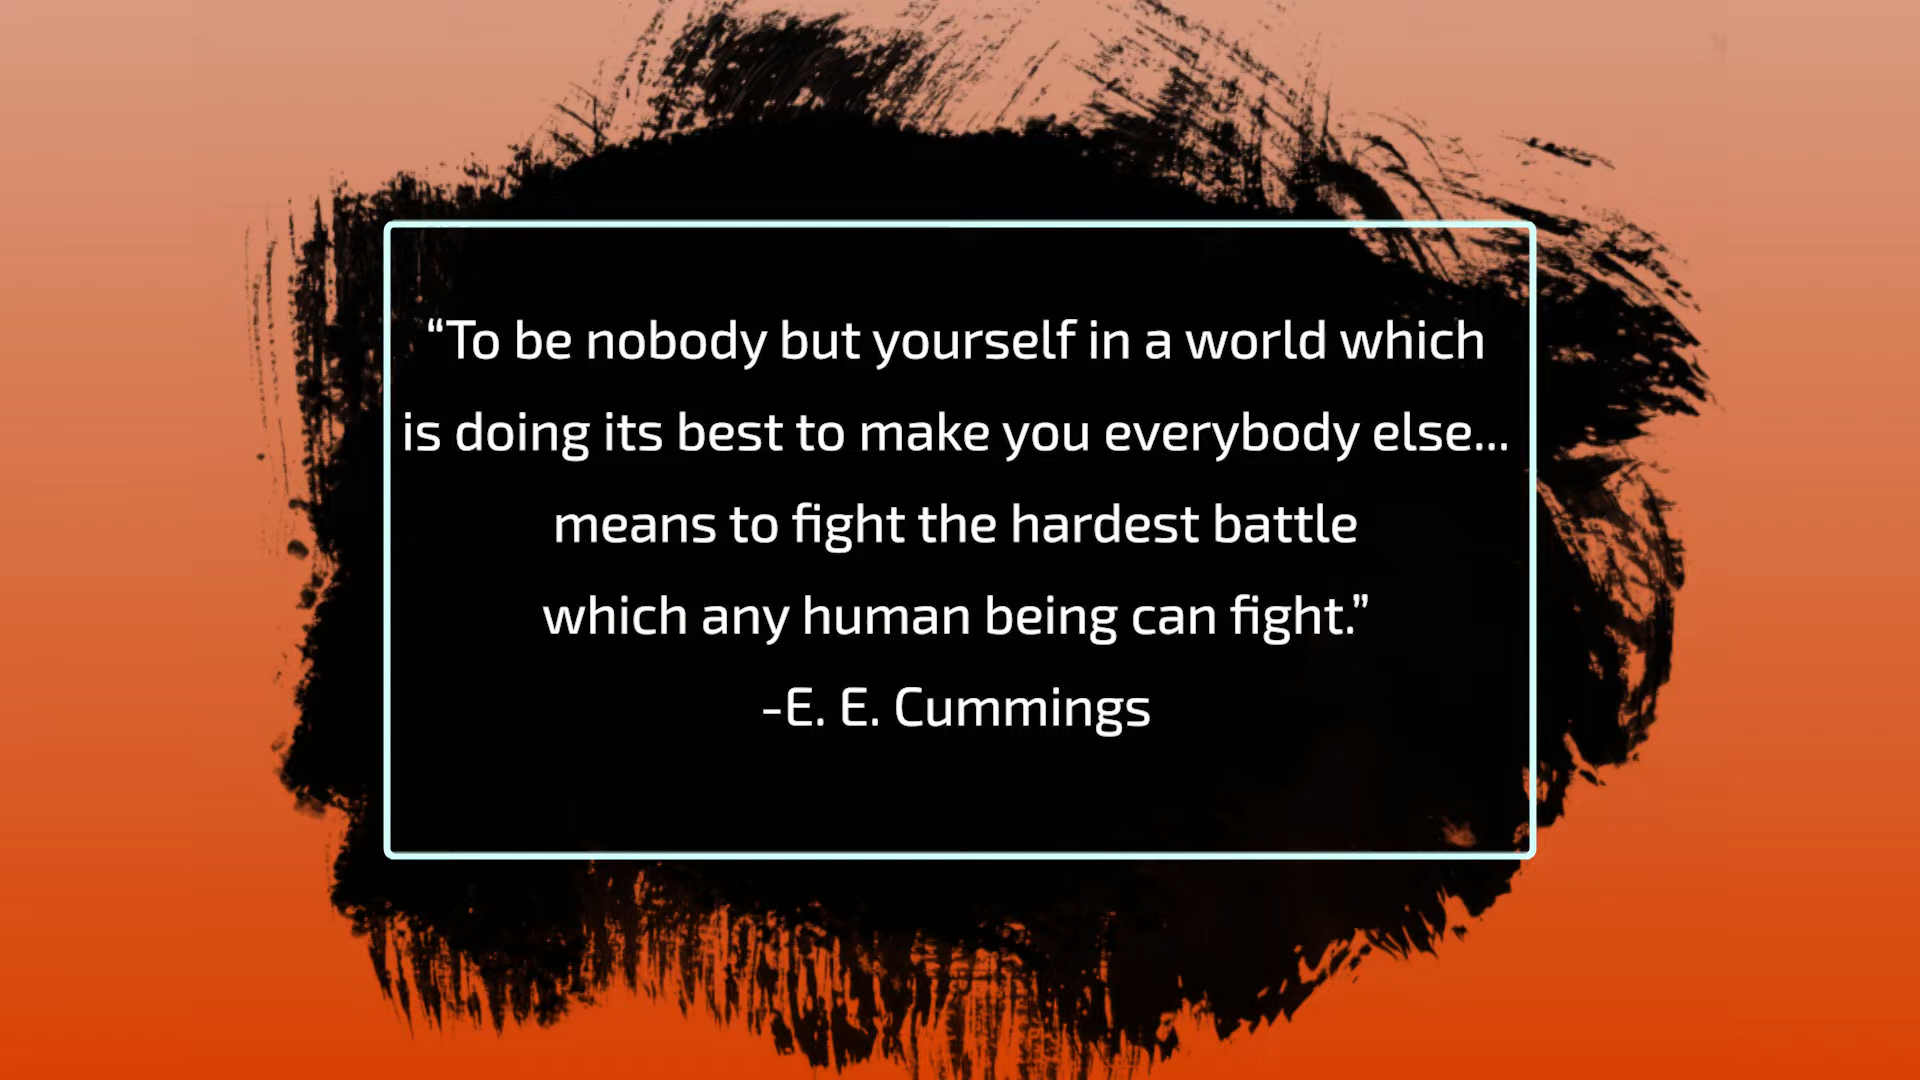 “To be nobody but yourself in a world which
is doing its best to make you everybody else...
means to fight the hardest battle
which any human being can fight.”
-E. E. Cummings